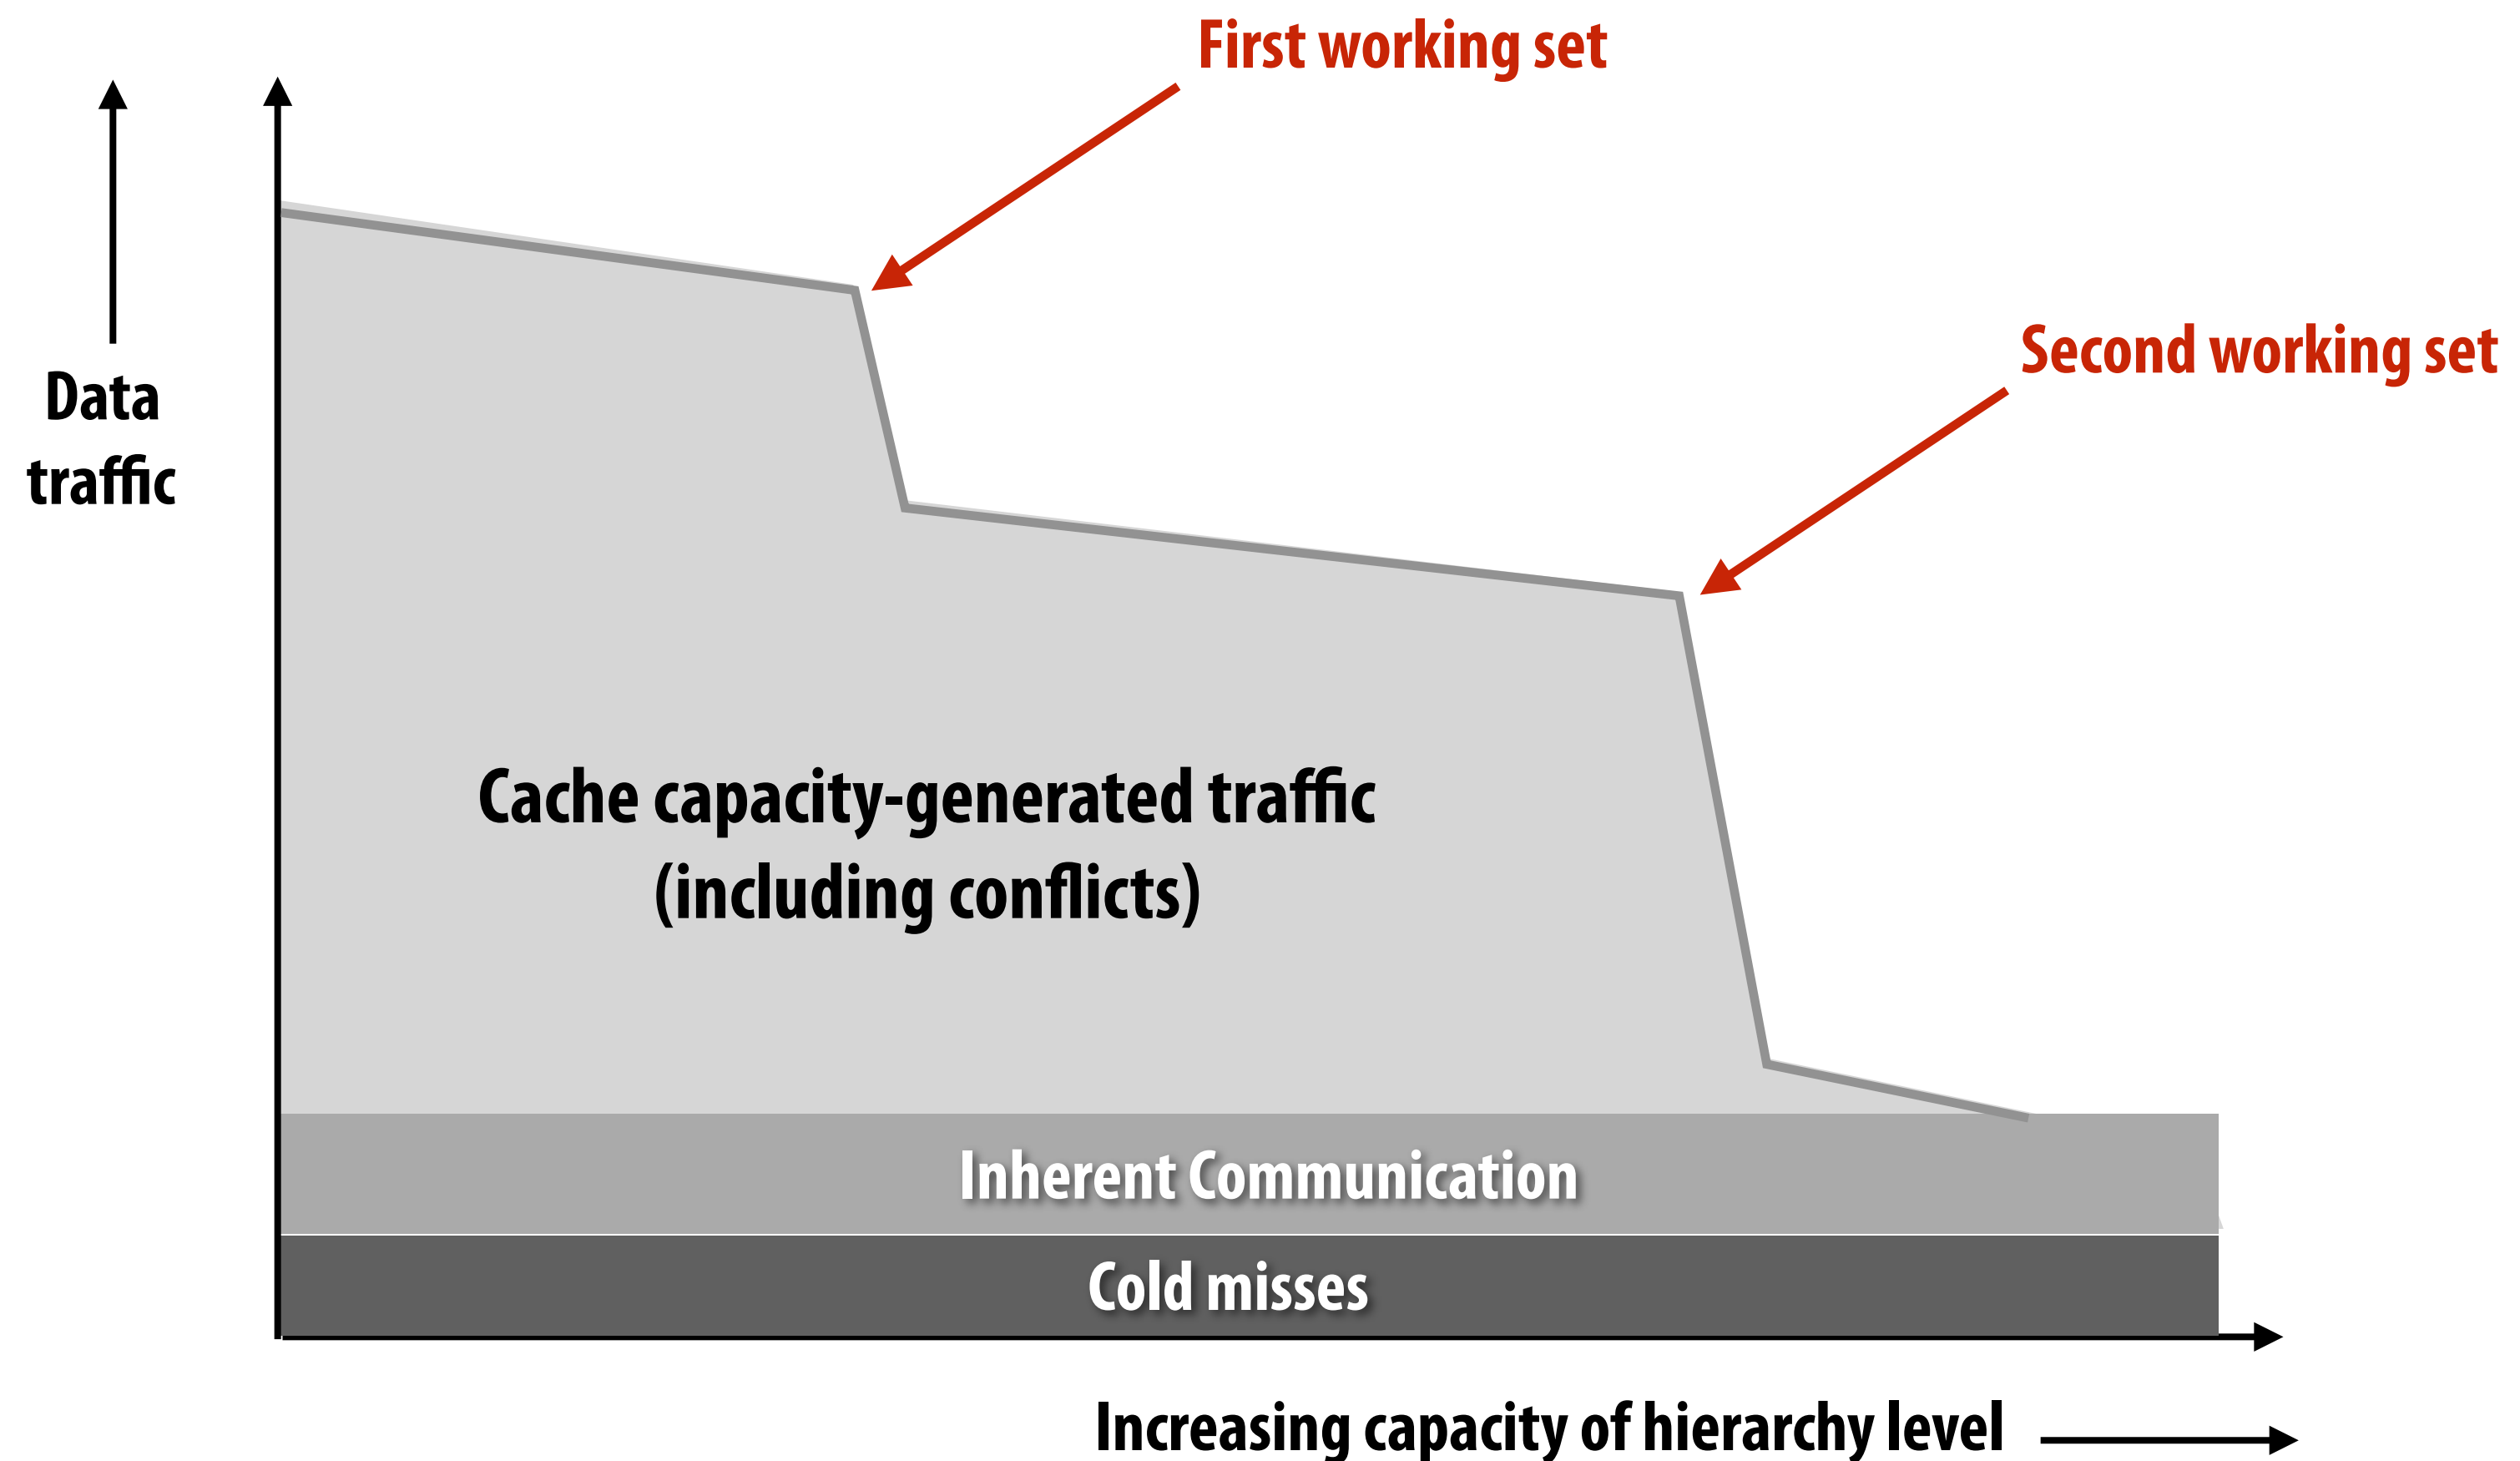 First working set
Second working set
Data
traffic
Cache capacity-generated traffic
(including conflicts)
Inherent Communication
Cold misses
Increasing capacity of hierarchy level